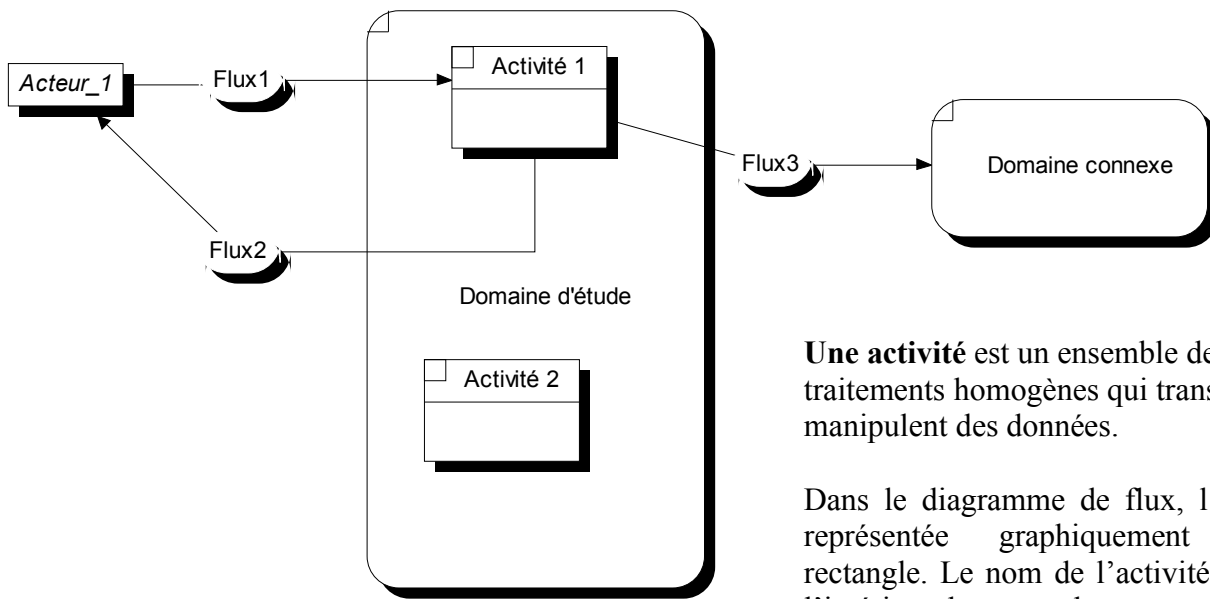 Activité 1
Acteur_1
Flux1
Flux3
Domaine connexe
Flux2
Domaine d'étude
Activité 2
Une activité est un ensemble de
traitements homogènes qui trans
manipulent des données.
Dans le diagramme de flux, l
représentée graphiquement
rectangle. Le nom de l’activité